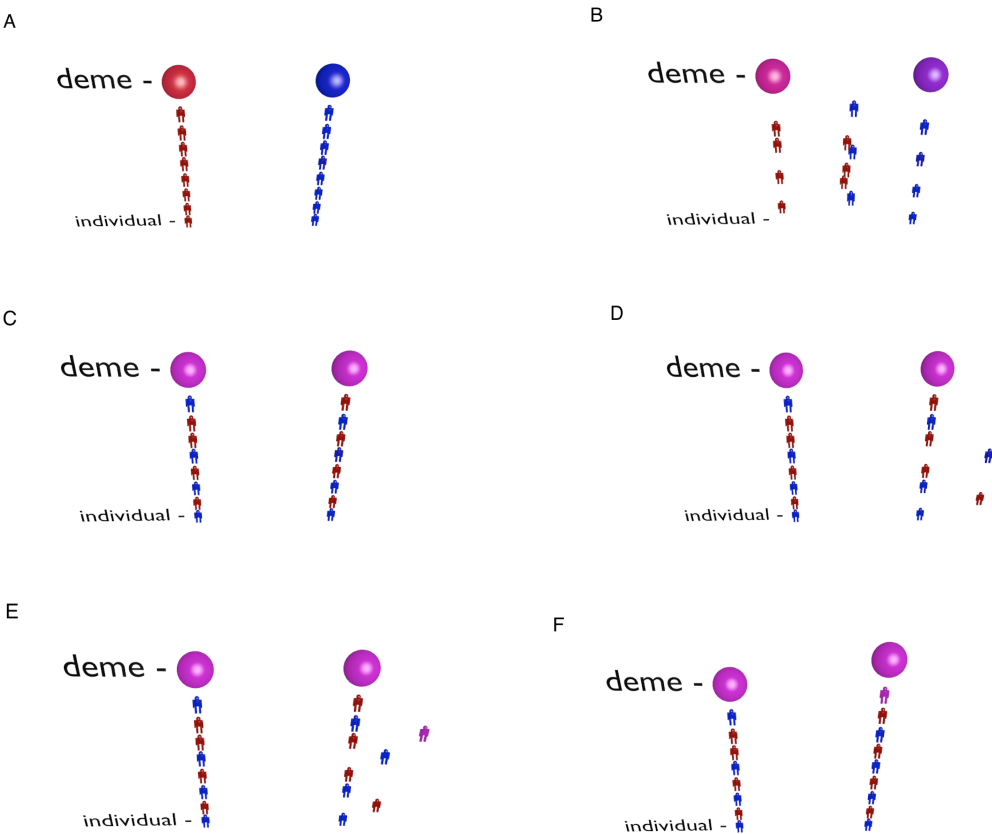 A
deme -
individual -
B
deme -
individual -
C
deme -
individual -
D
deme -
individual -
E
deme -
individual -
F
deme -
individual -